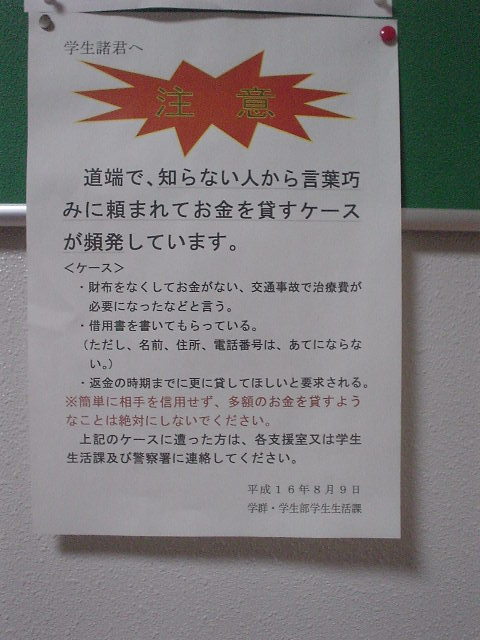 学生諸君へ
注 意
道端で、知らない人から言葉巧
みに頼まれてお金を貸すケース
が頻発しています。
＜ケース＞
・財布をなくしてお金がない、交通事故で治療費が
必要になったなどと言う。
・借用書を書いてもらっている。
（ただし、名前、住所、電話番号は、あてにならな
い。）
・返金の時期までに更に貸してほしいと要求される。
※簡単に相手を信用せず、多額のお金を貸すよう
なことは絶対にしないでください。
上記のケースに遭った方は、各支援室又は学生
生活課及び警察署に連絡してください。
平成１６年８月９日
学群・学生部学生生活課